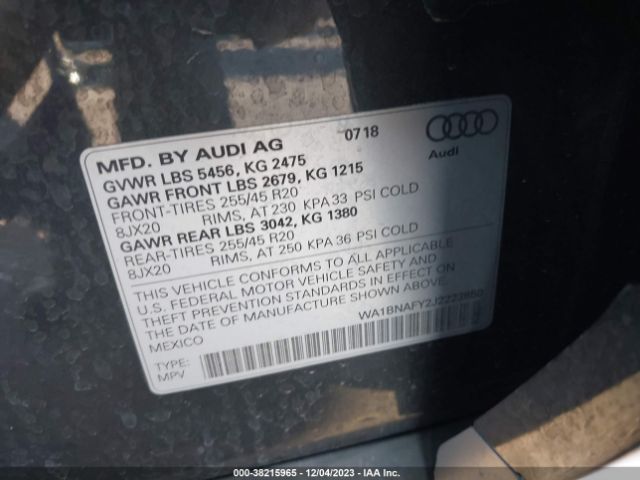 MFD. BY AUDI AG 0718
Audi
GVWR LBS 5456, KG 2475
GAWR FRONT LBS 2679, KG 1215
FRONT-TIRES 255/45 R20
8JX20 RIMS, AT 230 KPA 33 PSI COLD
GAWR REAR LBS 3042, KG 1380
REAR-TIRES 255/45 R20
8JX20 RIMS, AT 250 KPA 36 PSI COLD
THIS VEHICLE CONFORMS TO ALL APPLICABLE
U.S. FEDERAL MOTOR VEHICLE SAFETY AND
THEFT PREVENTION STANDARDS IN EFFECT ON
THE DATE OF MANUFACTURE SHOWN ABOVE.
MEXICO
TYPE:
MPV
000-38215965 - 12/04/2023 - IAA Inc.